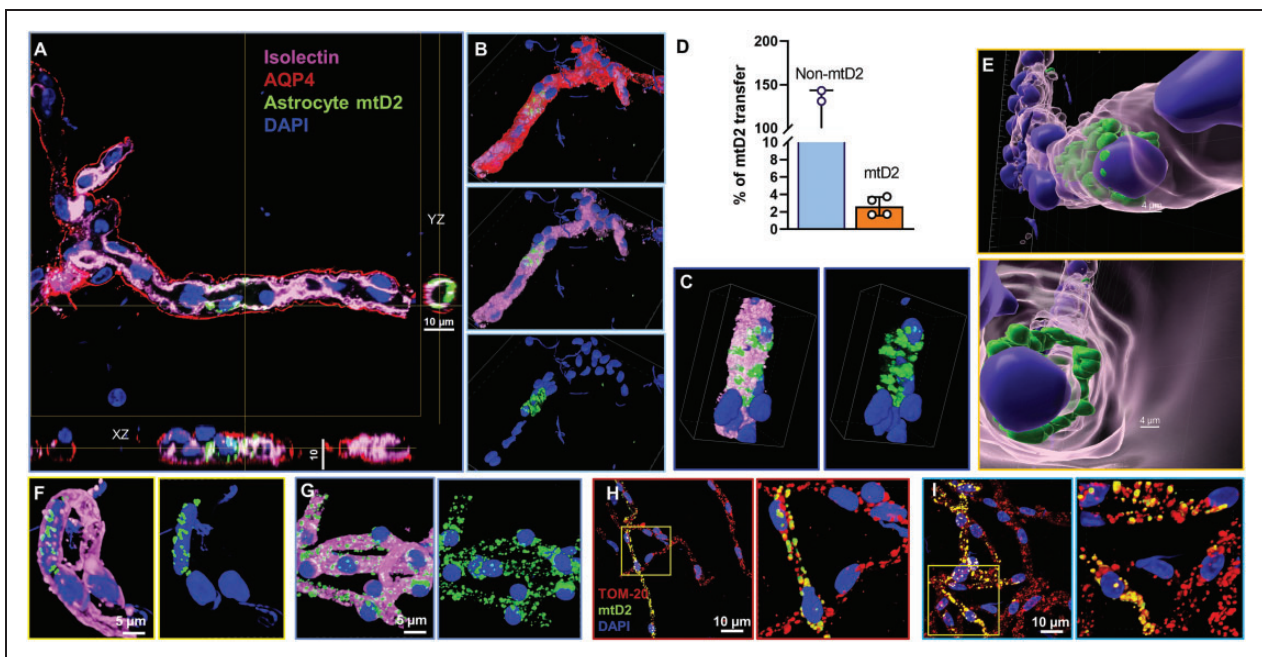 A
Isolectin
AQP4
Astrocyte mtD2
DAPI
YZ
10 µm
XZ
10
B
C
D
% of mtD2 transfer
200
150
100
10
8
6
4
2
0
Non-mtD2
mtD2
E
4 µm
4 µm
F
5 µm
G
5 µm
H
TOM-20
mtD2
DAPI
10 µm
I
10 µm